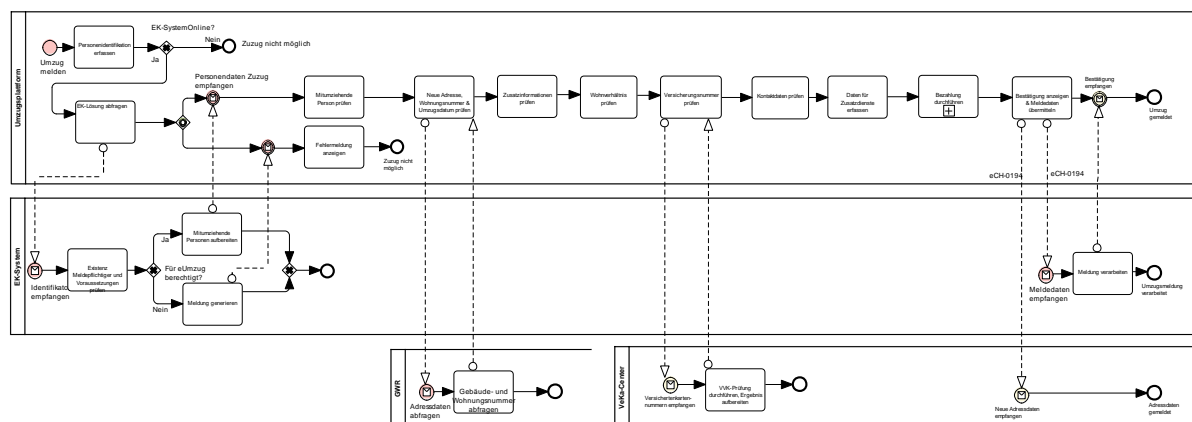 EK-SystemOnline?
Nein
Zuzug nicht möglich
Personenidentifikation
erfassen
Umzug
melden
Ja
Umzugsplattform
Personendaten Zuzug
empfangen
EK-Lösung abfragen
Mitumziehende
Person prüfen
Neue Adresse,
Wohnungsnummer &
Umzugsdatum prüfen
Zusatzinformationen
prüfen
Wohnverhältnis
prüfen
Versicherungsnummer
prüfen
Kontaktdaten prüfen
Daten für
Zusatzdienste
erfassen
Bezahlung
durchführen
Bestätigung anzeigen
& Meldedaten
übermitteln
Bestätigung
empfangen
Umzug
gemeldet
Fehlermeldung
anzeigen
Zuzug nicht
möglich
eCH-0194
eCH-0194
EK-System
Identifikato
empfangen
Existenz
Meldepflichtiger und
Voraussetzungen
prüfen
Ja
Mitumziehende
Personen aufbereiten
Für eUmzug
berechtigt?
Nein
Meldung generieren
Meldedaten
empfangen
Meldung verarbeiten
Umzugsmeldung
verarbeitet
GWR
Adressdaten
abfragen
Gebäude- und
Wohnungsnummer
abfragen
VeKa-Center
Versichertenkarten-
nummern empfangen
VVK-Prüfung
durchführen, Ergebnis
aufbereiten
Neue Adressdaten
empfangen
Adressdaten
gemeldet